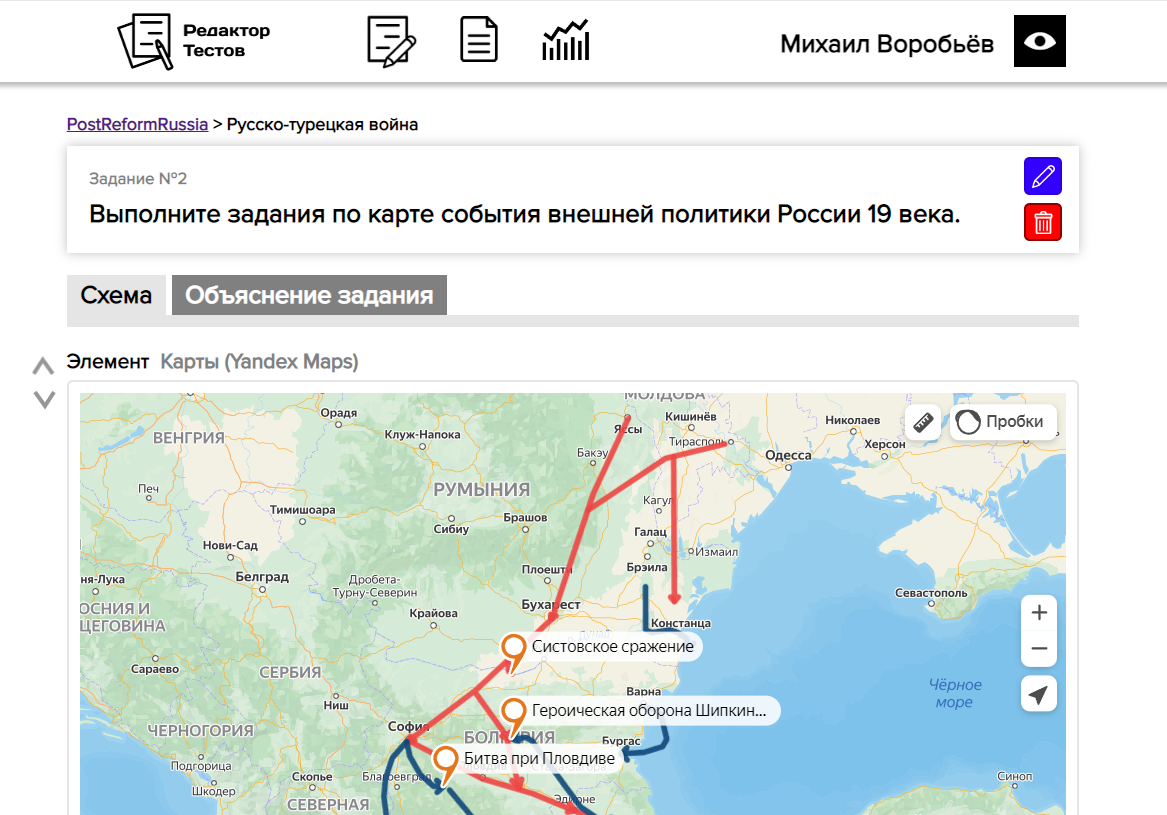 Редактор
Тестов
Михаил Воробьёв
PostReformRussia > Русско-турецкая война
Задание №2
Выполните задания по карте события внешней политики России 19 века.
Схема
Объяснение задания
Элемент Карты (Yandex Maps)
МОЛДОВА
Орадя
Кишинёв
Николаев
Пробки
ВЕНГРИЯ
Клуж-Напока
Яссы
Тирасполь
Херсон
Бакэу
Одесса
Печ
РУМЫНИЯ
Кагул
Тимишоара
Брашов
Сибиу
Галац
Нови-Сад
Измаил
Плоешти
Брэила
ня-Лука
Белград
Дробета-
Турну-Северин
Севастополь
ОСНИЯ И
ЦЕГОВИНА
Крайова
Бухарест
Констанца
+
Систовское сражение
−
Сараево
СЕРБИЯ
Чёрное
море
Ниш
Варна
Героическая оборона Шипкин...
ЧЕРНОГОРИЯ
София
БОЛГАРИЯ
Бургас
Битва при Пловдиве
Подгорица
Скопье
Благоевград
Синоп
Шкодер
СЕВЕРНАЯ
Эдирне